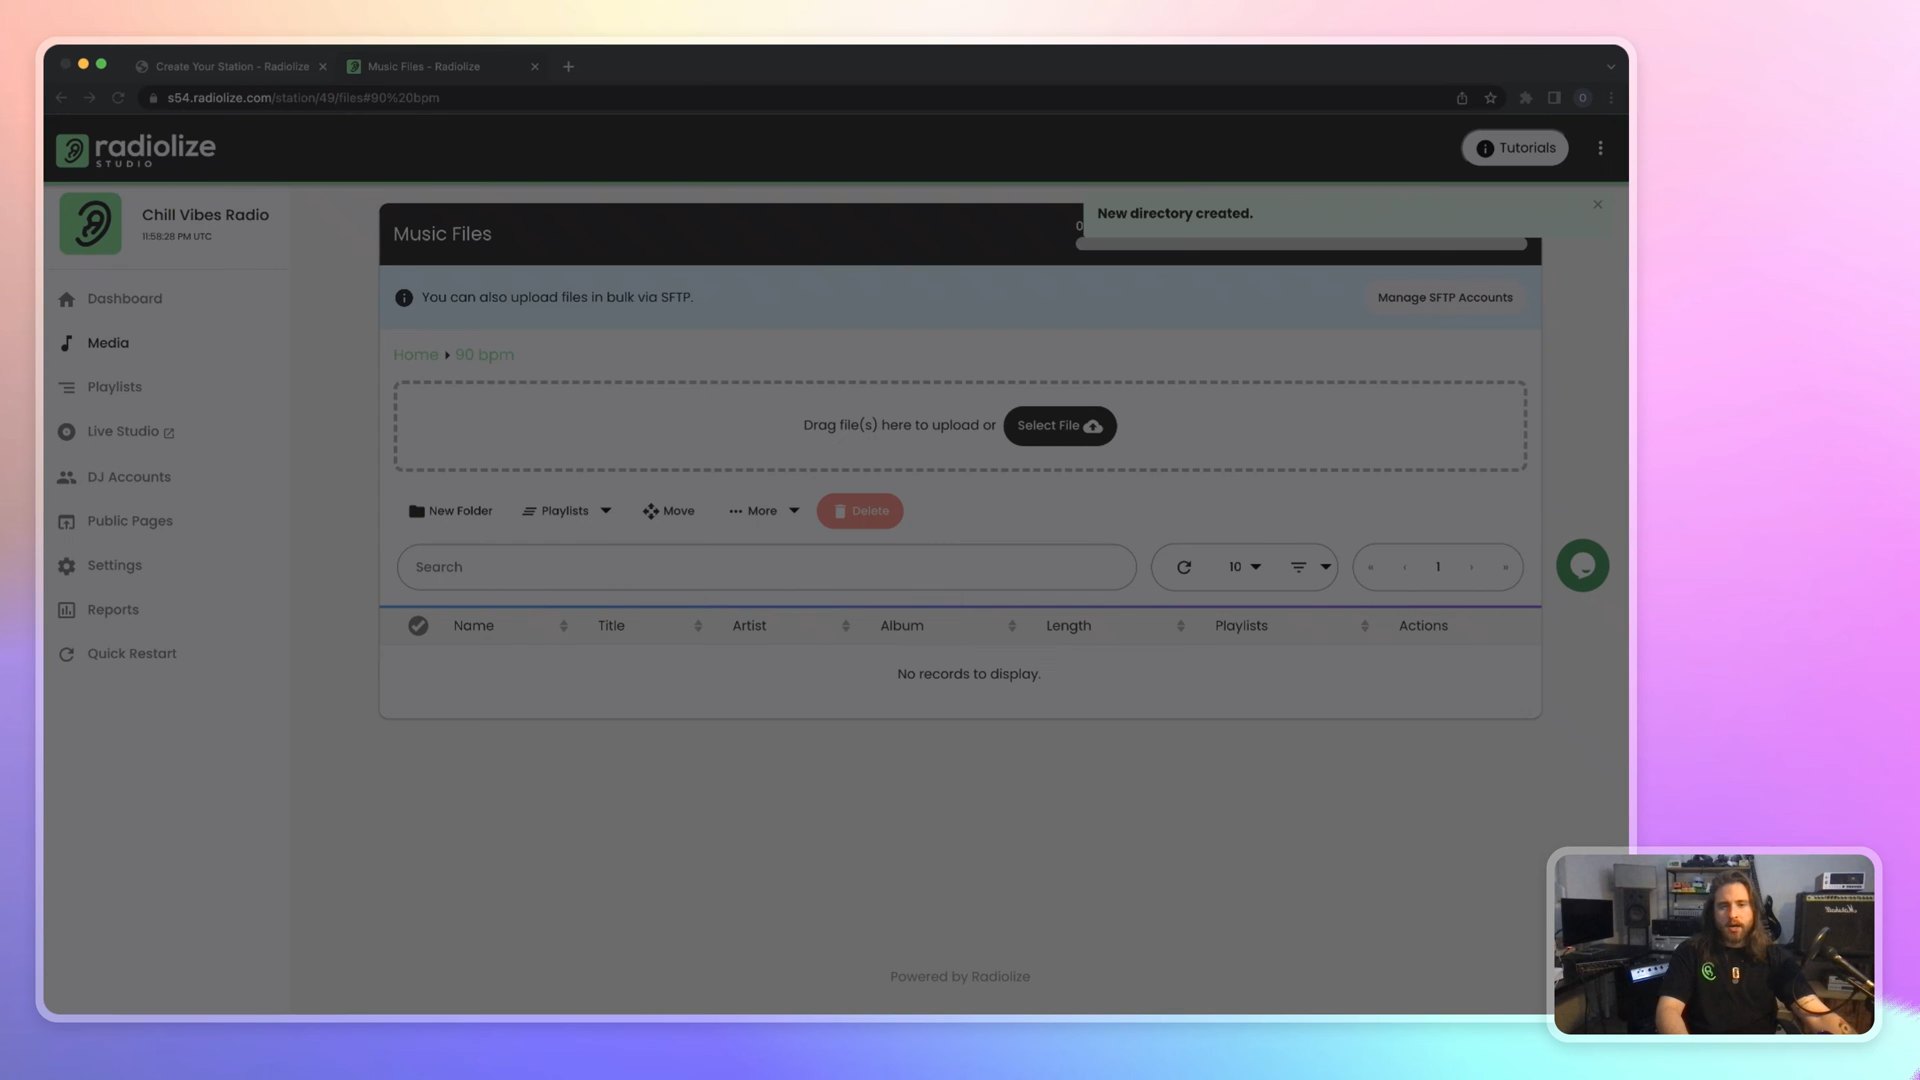 Create Your Station - Radiolize
Music Files - Radiolize
s54.radiolize.com/station/49/files#90%20bpm
O
radiolize
STUDIO
Tutorials
Chill Vibes Radio
11:58:28 PM UTC
Dashboard
Media
Playlists
Live Studio
DJ Accounts
Public Pages
Settings
Reports
Quick Restart
Music Files
0
New directory created.
You can also upload files in bulk via SFTP.
Manage SFTP Accounts
Home 90 bpm
Drag file(s) here to upload or Select File
New Folder Playlists Move More Delete
Search
10
« ‹ 1 › »
Name Title Artist Album Length Playlists Actions
No records to display.
Powered by Radiolize
Marshall